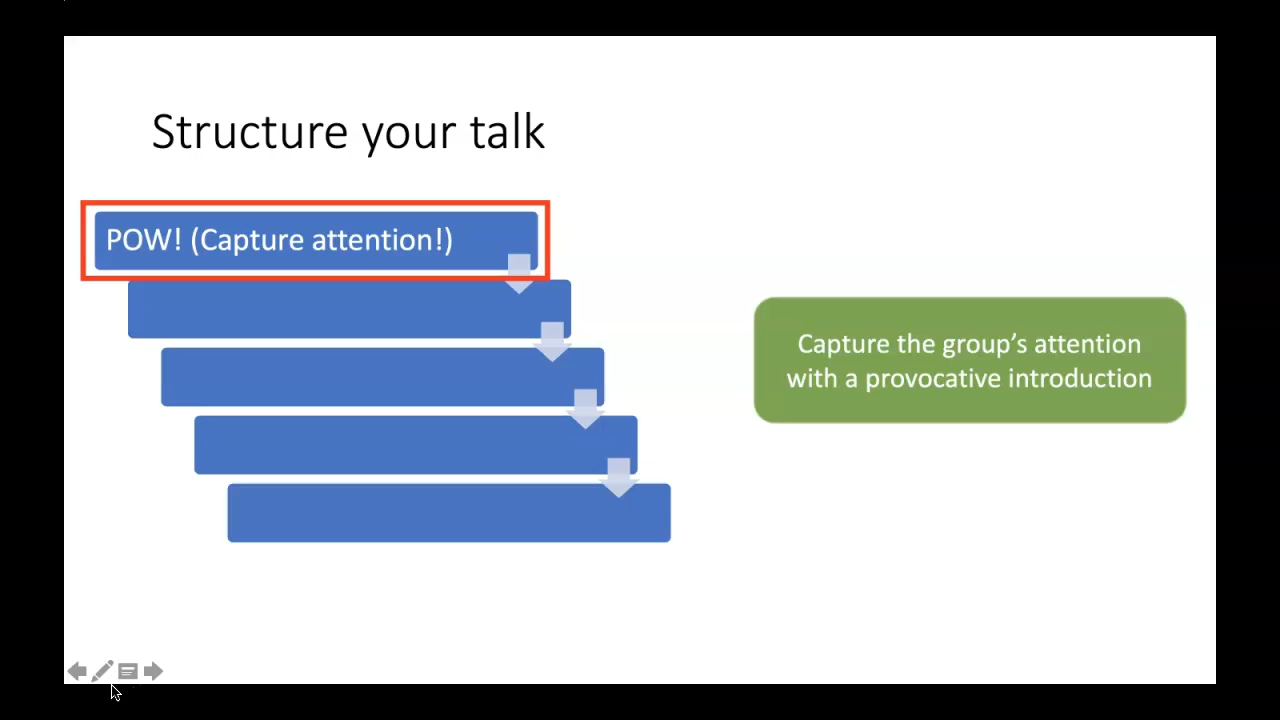 Structure your talk
POW! (Capture attention!)
Capture the group’s attention
with a provocative introduction